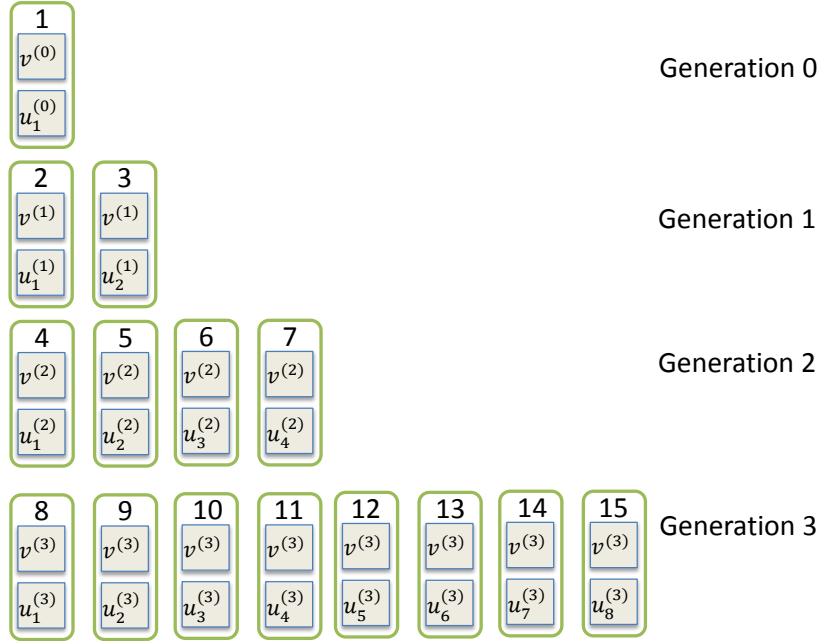 1
v^(0)
u_1^(0)
Generation 0
2 3
v^(1) v^(1)
u_1^(1) u_2^(1)
Generation 1
4 5 6 7
v^(2) v^(2) v^(2) v^(2)
u_1^(2) u_2^(2) u_3^(2) u_4^(2)
Generation 2
8 9 10 11 12 13 14 15
v^(3) v^(3) v^(3) v^(3) v^(3) v^(3) v^(3) v^(3)
u_1^(3) u_2^(3) u_3^(3) u_4^(3) u_5^(3) u_6^(3) u_7^(3) u_8^(3)
Generation 3